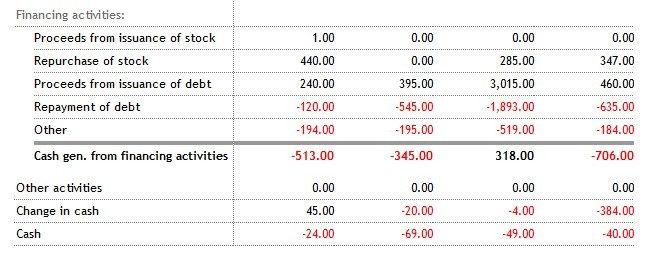 Financing activities:
Proceeds from issuance of stock 1.00 0.00 0.00 0.00
Repurchase of stock 440.00 0.00 285.00 347.00
Proceeds from issuance of debt 240.00 395.00 3,015.00 460.00
Repayment of debt -120.00 -545.00 -1,893.00 -635.00
Other -194.00 -195.00 -519.00 -184.00
Cash gen. from financing activities -513.00 -345.00 318.00 -706.00
Other activities 0.00 0.00 0.00 0.00
Change in cash 45.00 -20.00 -4.00 -384.00
Cash -24.00 -69.00 -49.00 -40.00